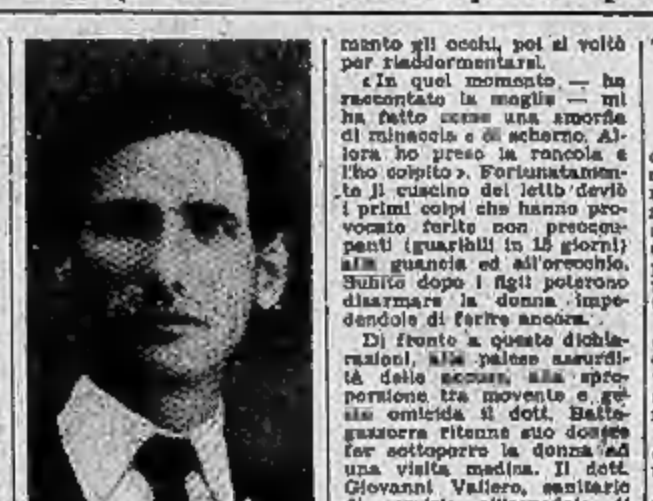 mento gli occhi, poi si voltò
per riaddormentarsi.
«In quel momento — ha
raccontato la moglie — mi
ha fatto come una smorfia
di minaccia e di scherno. Al-
lora ho preso la roncola e
l'ho colpito». Fortunatamen-
te il cuscino del letto deviò
i primi colpi che hanno pro-
vocato ferite non preoccu-
panti (guaribili in 15 giorni)
alla guancia ed all'orecchio.
Subito dopo i figli poterono
disarmare la donna impe-
dendole di ferire ancora.
Di fronte a queste dichia-
razioni, alla palese assurdi-
tà delle accuse, alla spro-
porzione tra movente e ge-
sto omicida il dott.
ritenne suo dovere
far sottoporre la donna ad
una visita medica. Il dott.
Giovanni Vallero, sanitario